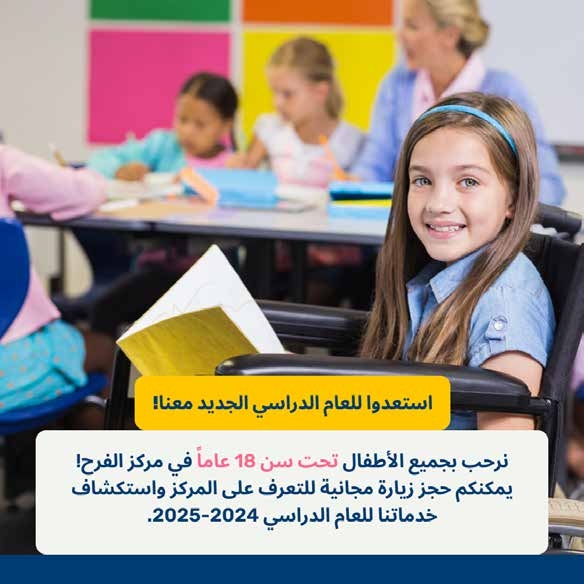 استعدوا للعام الدراسي الجديد معنا!
نرحب بجميع الأطفال تحت سن 18 عاماً في مركز الفرح!
يمكنكم حجز زيارة مجانية للتعرف على المركز واستكشاف
خدماتنا للعام الدراسي 2024-2025.